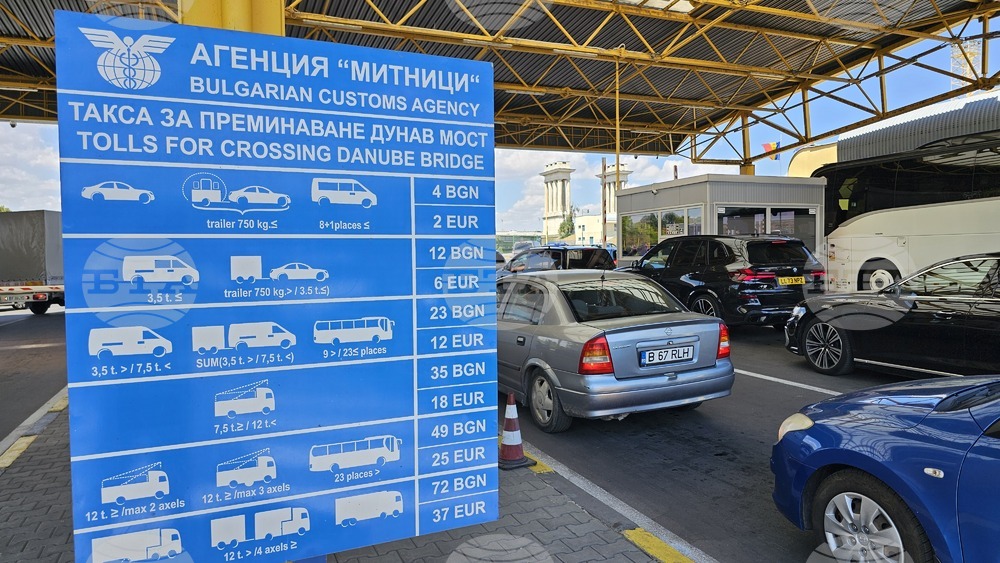 АГЕНЦИЯ "МИТНИЦИ"
BULGARIAN CUSTOMS AGENCY
ТАКСА ЗА ПРЕМИНАВАНЕ ДУНАВ МОСТ
TOLLS FOR CROSSING DANUBE BRIDGE
trailer 750 kg.≤
8+1places ≤
4 BGN
2 EUR
3,5 t. ≤
trailer 750 kg.> / 3.5 t.≤)
12 BGN
6 EUR
3,5 t. > / 7,5 t. <
SUM(3,5 t. > / 7,5 t. <)
9 > / 23≤ places
23 BGN
12 EUR
7,5 t.≥ / 12 t.<
35 BGN
18 EUR
12 t. ≥ /max 2 axels
12 t. ≥ /max 3 axels
23 places >
49 BGN
25 EUR
12 t. > /4 axels ≥
72 BGN
37 EUR
B 67 RLH
БТА